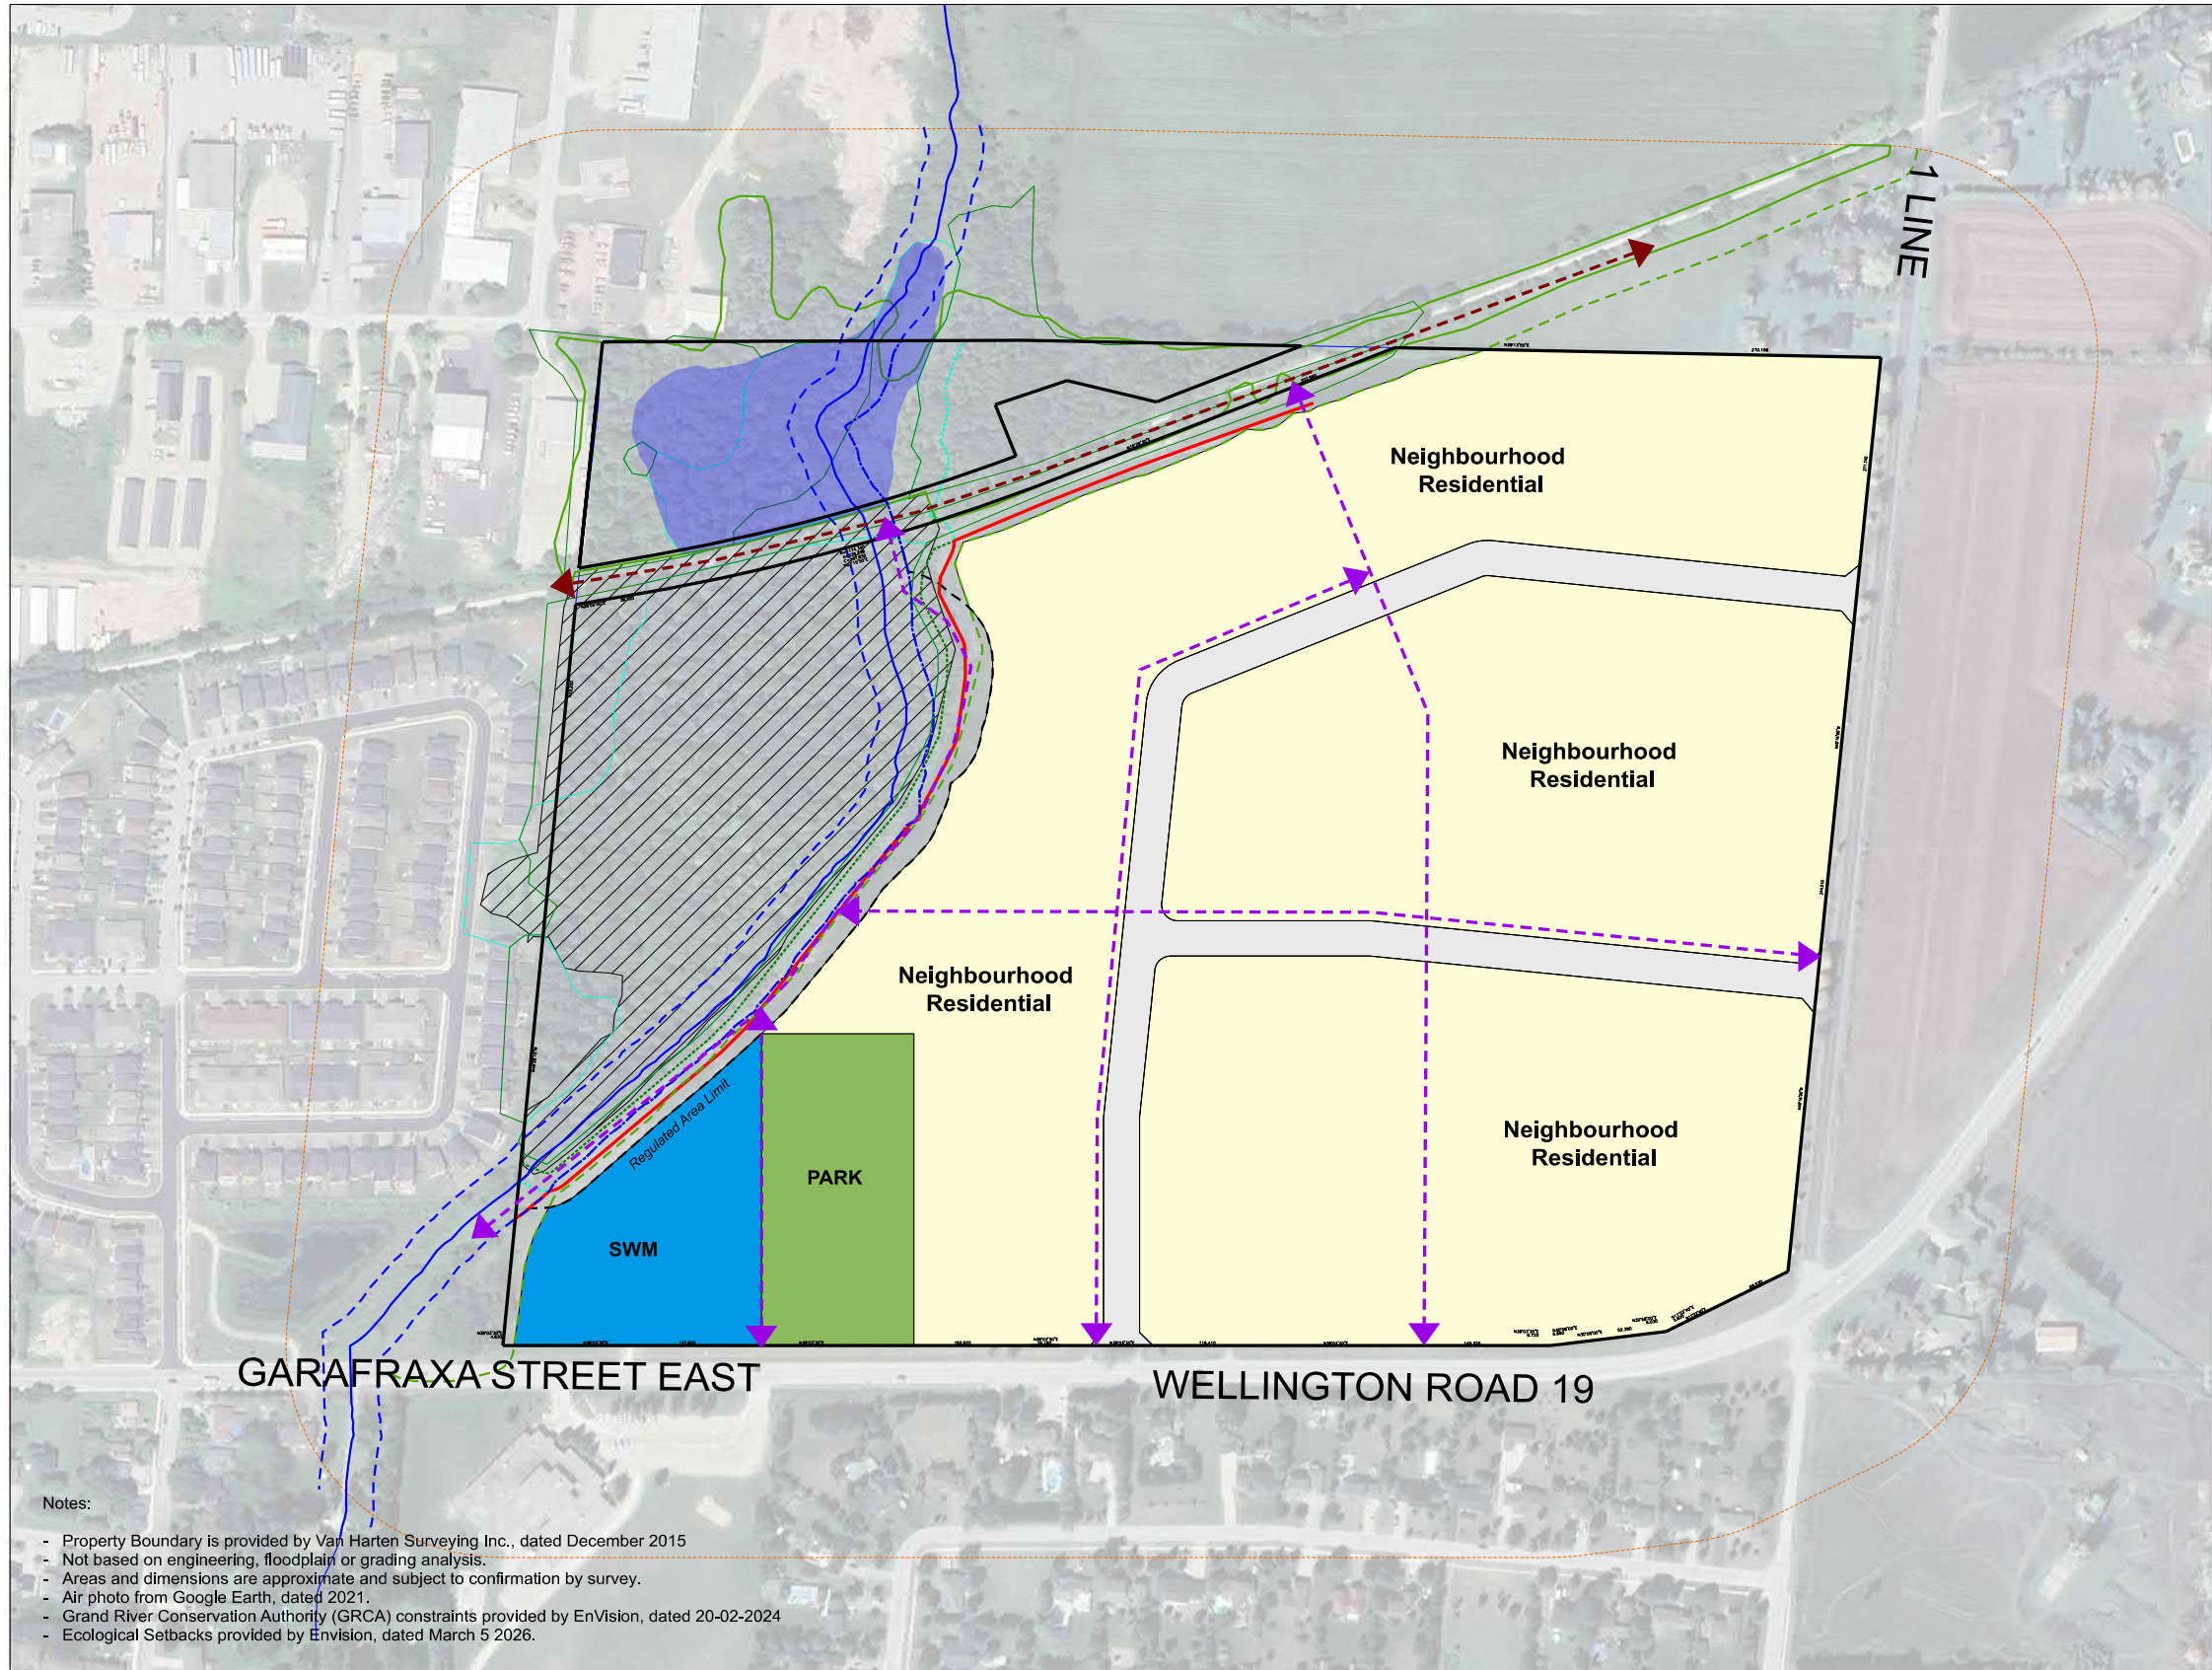 1 LINE
Neighbourhood
Residential
Neighbourhood
Residential
Neighbourhood
Residential
Neighbourhood
Residential
Regulated Area Limit
PARK
SWM
GARAFRAXA STREET EAST
WELLINGTON ROAD 19
Notes:
- Property Boundary is provided by Van Harten Surveying Inc., dated December 2015
- Not based on engineering, floodplain or grading analysis.
- Areas and dimensions are approximate and subject to confirmation by survey.
- Air photo from Google Earth, dated 2021.
- Grand River Conservation Authority (GRCA) constraints provided by EnVision, dated 20-02-2024
- Ecological Setbacks provided by Envision, dated March 5 2026.